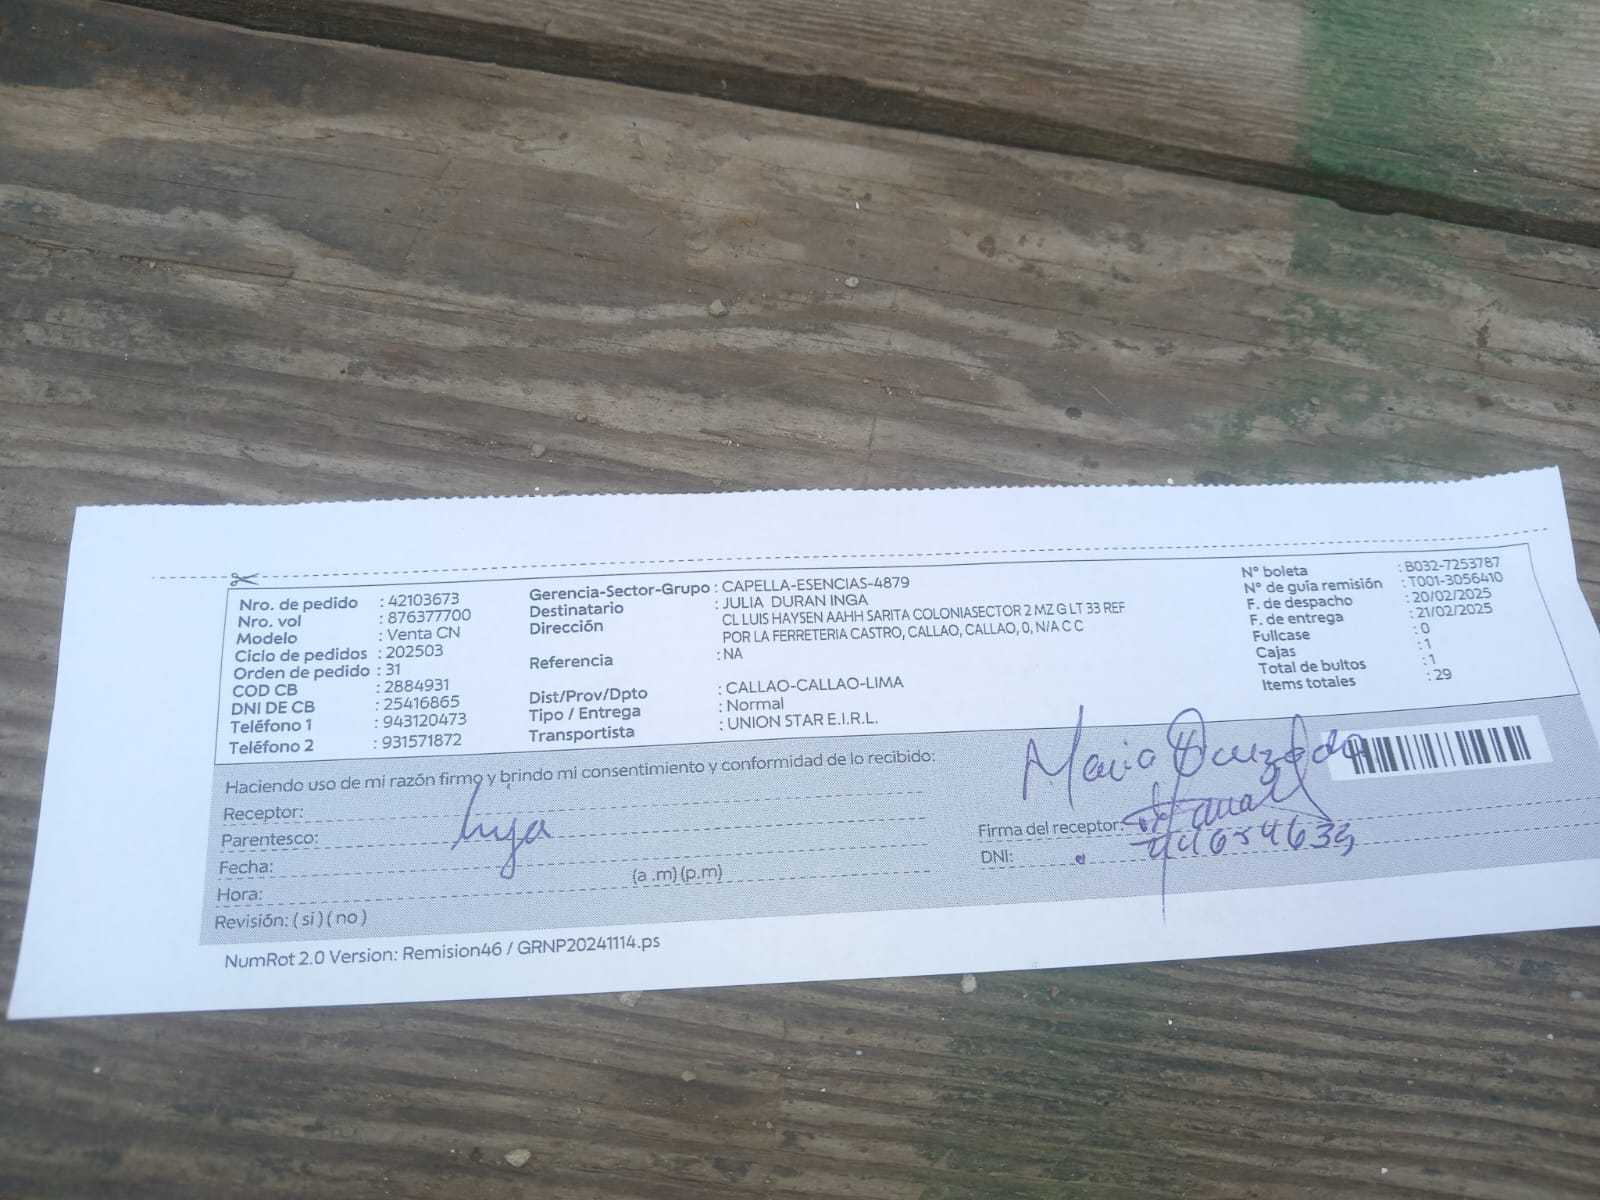 Nro. de pedido : 42103673
Nro. vol : 876377700
Modelo : Venta CN
Ciclo de pedidos : 202503
Orden de pedido : 31
COD CB : 2884931
DNI DE CB : 25416865
Teléfono 1 : 943120473
Teléfono 2 : 931571872
Gerencia-Sector-Grupo : CAPELLA-ESENCIAS-4879
Destinatario : JULIA DURAN INGA
Dirección CL LUIS HAYSEN AAHH SARITA COLONIASECTOR 2 MZ G LT 33 REF
POR LA FERRETERIA CASTRO, CALLAO, CALLAO, 0, N/A C C
Referencia : NA
Dist/Prov/Dpto : CALLAO-CALLAO-LIMA
Tipo / Entrega : Normal
Transportista : UNION STAR E.I.R.L.
N° boleta : B032-7253787
N° de guía remisión : T001-3056410
F. de despacho : 20/02/2025
F. de entrega : 21/02/2025
Fullcase : 0
Cajas : 1
Total de bultos : 1
Items totales : 29
Haciendo uso de mi razón firmo y brindo mi consentimiento y conformidad de lo recibido:
Receptor:
Parentesco: hija
Fecha:
Hora: (a .m) (p.m)
Revisión: ( si ) ( no )
Maria
Firma del receptor:
DNI:
NumRot 2.0 Version: Remision46 / GRNP20241114.ps